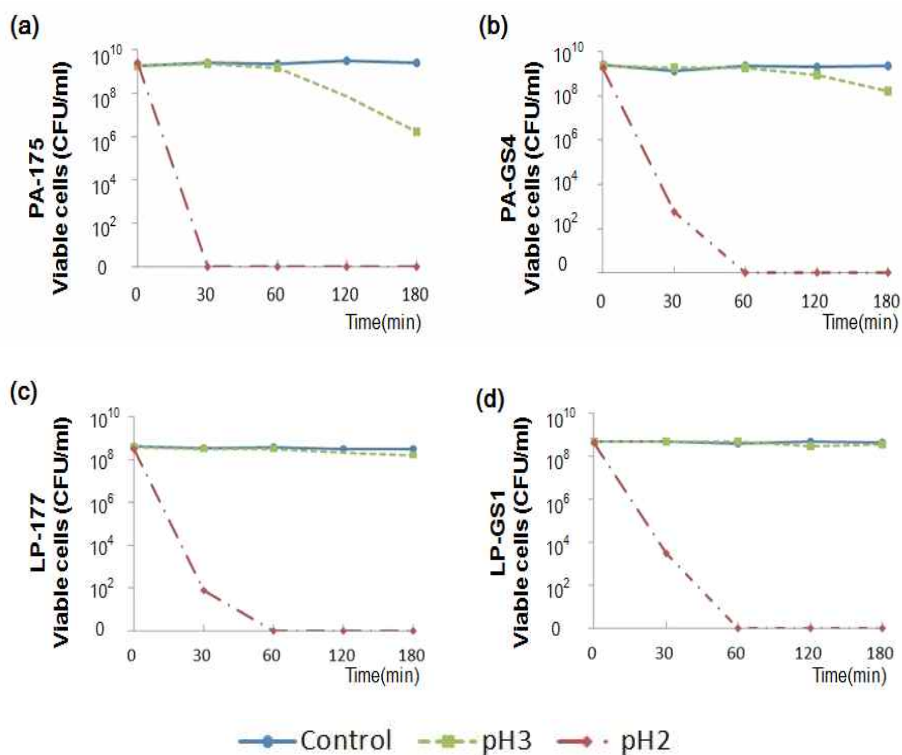 (a)
PA-175
Viable cells (CFU/ml)
10^10
10^8
10^6
10^4
10^2
0
0 30 60 120 180
Time(min)
(b)
PA-GS4
Viable cells (CFU/ml)
10^10
10^8
10^6
10^4
10^2
0
0 30 60 120 180
Time(min)
(c)
LP-177
Viable cells (CFU/ml)
10^10
10^8
10^6
10^4
10^2
0
0 30 60 120 180
Time(min)
(d)
LP-GS1
Viable cells (CFU/ml)
10^10
10^8
10^6
10^4
10^2
0
0 30 60 120 180
Time(min)
Control pH3 pH2